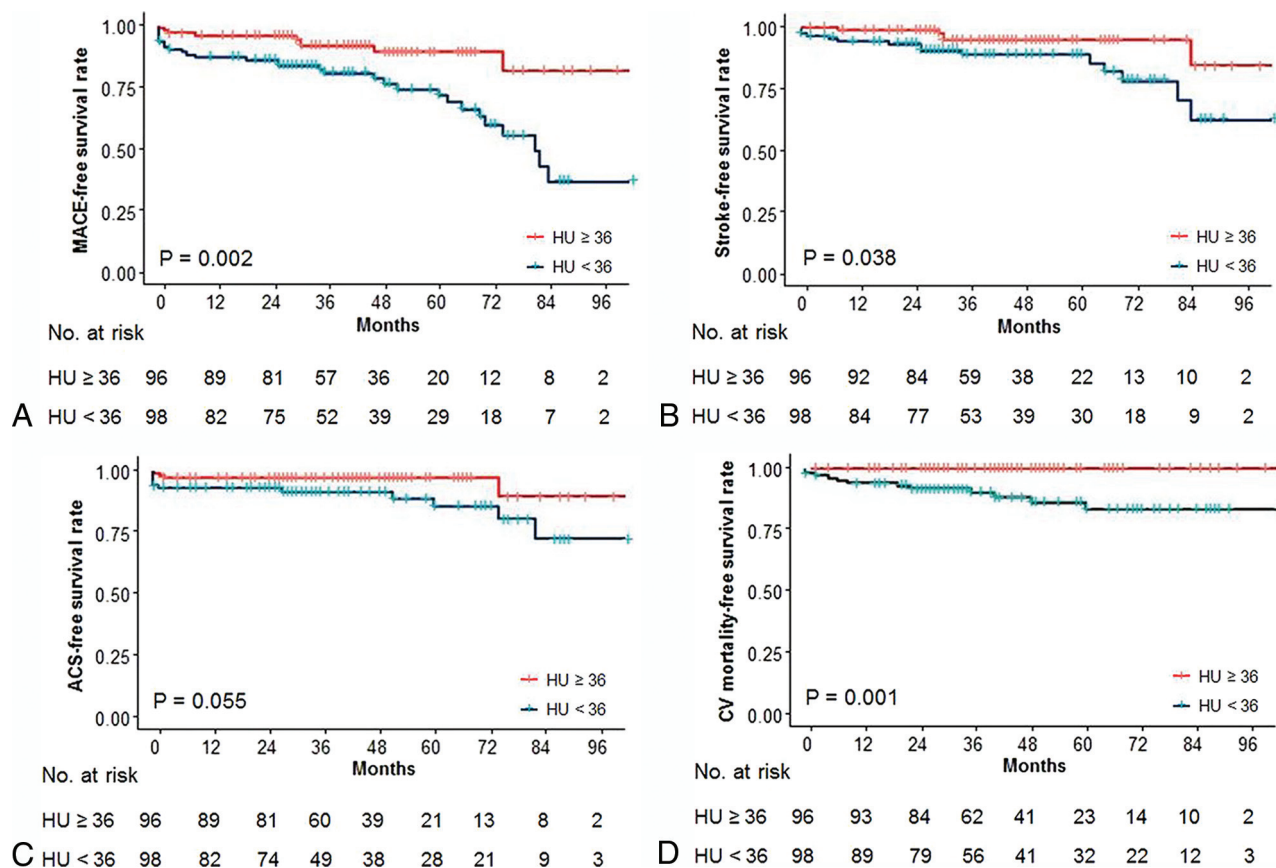 MACE-free survival rate
1.00
0.75
0.50
0.25
0.00
P = 0.002
HU ≥ 36
HU < 36
0 12 24 36 48 60 72 84 96
Months
No. at risk
HU ≥ 36 96 89 81 57 36 20 12 8 2
HU < 36 98 82 75 52 39 29 18 7 2
A
Stroke-free survival rate
1.00
0.75
0.50
0.25
0.00
P = 0.038
HU ≥ 36
HU < 36
0 12 24 36 48 60 72 84 96
Months
No. at risk
HU ≥ 36 96 92 84 59 38 22 13 10 2
HU < 36 98 84 77 53 39 30 18 9 2
B
ACS-free survival rate
1.00
0.75
0.50
0.25
0.00
P = 0.055
HU ≥ 36
HU < 36
0 12 24 36 48 60 72 84 96
Months
No. at risk
HU ≥ 36 96 89 81 60 39 21 13 8 2
HU < 36 98 82 74 49 38 28 21 9 3
C
CV mortality-free survival rate
1.00
0.75
0.50
0.25
0.00
P = 0.001
HU ≥ 36
HU < 36
0 12 24 36 48 60 72 84 96
Months
No. at risk
HU ≥ 36 96 93 84 62 41 23 14 10 2
HU < 36 98 89 79 56 41 32 22 12 3
D